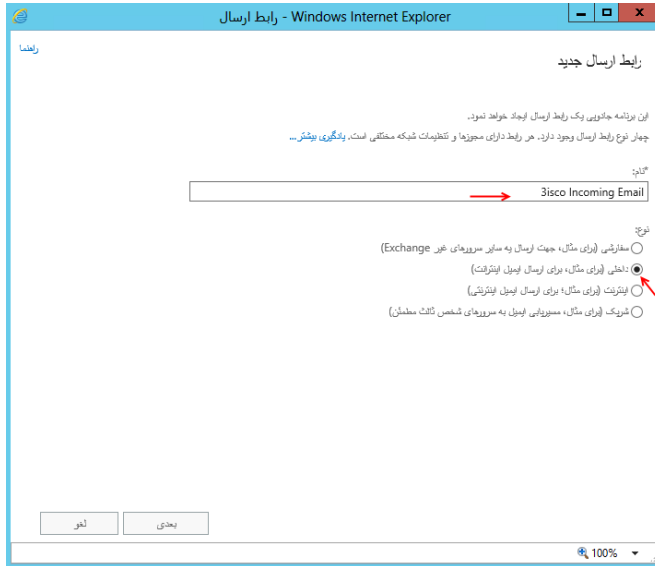 رابط ارسال - Windows Internet Explorer
راهنما
رابط ارسال جدید
این برنامه جادویی یک رابط ارسال ایجاد خواهد نمود.
چهار نوع رابط ارسال وجود دارد. هر رابط دارای مجوزها و تنظیمات شبکه مختلفی است. یادگیری بیشتر ...
*نام:
3isco Incoming Email
نوع:
سفارشی (برای مثال، جهت ارسال به سایر سرورهای غیر Exchange)
داخلی (برای مثال، برای ارسال ایمیل اینترانت)
اینترنت (برای مثال؛ برای ارسال ایمیل اینترنتی)
شریک (برای مثال، مسیریابی ایمیل به سرورهای شخص ثالث مطمئن)
بعدی
لغو
100%